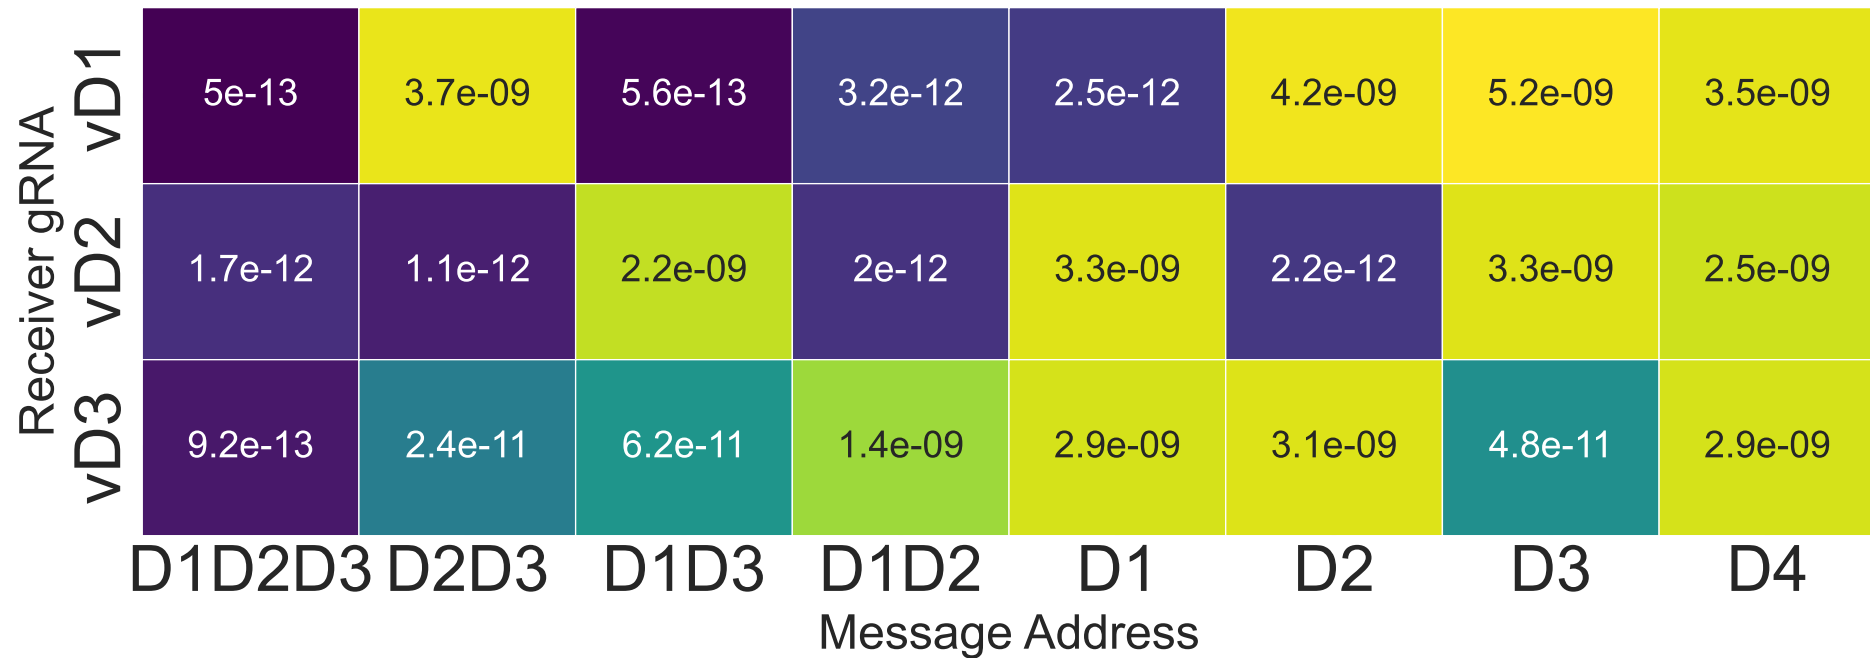 Receiver gRNA
vD1 5e-13 3.7e-09 5.6e-13 3.2e-12 2.5e-12 4.2e-09 5.2e-09 3.5e-09
vD2 1.7e-12 1.1e-12 2.2e-09 2e-12 3.3e-09 2.2e-12 3.3e-09 2.5e-09
vD3 9.2e-13 2.4e-11 6.2e-11 1.4e-09 2.9e-09 3.1e-09 4.8e-11 2.9e-09
D1D2D3 D2D3 D1D3 D1D2 D1 D2 D3 D4
Message Address